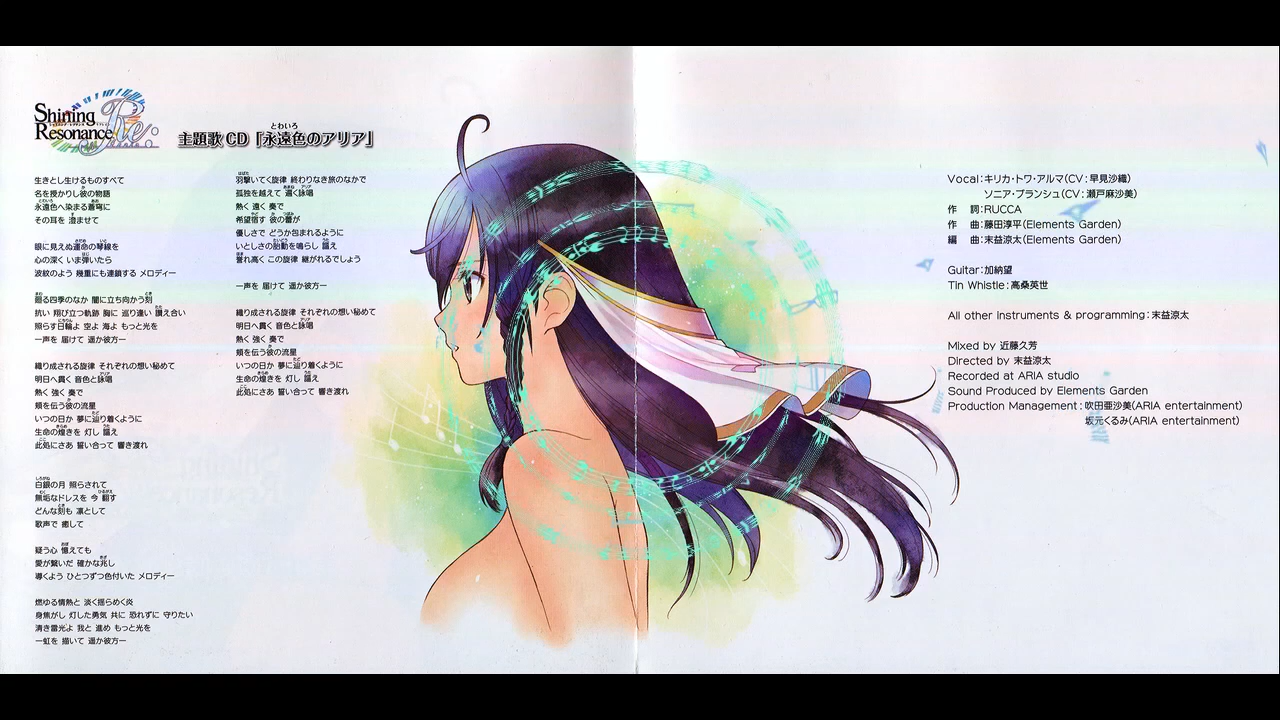 Shining Resonance Re:
主題歌CD「永遠色のアリア」
とわいろ
生きとし生けるものすべて
名を授かりし彼の物語
永遠色へ染まる蒼穹に
その耳を 澄ませて
眼に見えぬ運命の琴線を
心の深く いま弾いたら
波紋のよう 幾重にも連鎖する メロディー
廻る四季のなか 闇に立ち向かう刻
抗い 翔び立つ軌跡 胸に 巡り逢い 讃え合い
照らす日輪よ 空よ 海よ もっと光を
一声を 届けて 遥か彼方—
織り成される旋律 それぞれの想い秘めて
明日へ貫く 音色と詠唱
熱く 強く 奏で
頬を伝う彼の流星
いつの日か 夢に辿り着くように
生命の煌きを 灯し 謳え
此処にさあ 誓い合って 響き渡れ
白銀の月 照らされて
無垢なドレスを 今 翻す
どんな刻も 凛として
歌声で 癒して
疑う心 憶えても
愛が繋いだ 確かな兆し
導くよう ひとつずつ色付いた メロディー
燃ゆる情熱と 淡く揺らめく炎
身焦がし 灯した勇気 共に 恐れずに 守りたい
清き雷光よ 我と 進め もっと光を
一虹を 描いて 遥か彼方—
羽撃いてく旋律 終わりなき旅のなかで
孤独を越えて 遍く詠唱
熱く 遠く 奏で
希望宿す 彼の蕾が
優しさで どうか包まれるように
いとしさの胎動を鳴らし 謳え
誉れ高く この旋律 継がれるでしょう
一声を 届けて 遥か彼方—
織り成される旋律 それぞれの想い秘めて
明日へ貫く 音色と詠唱
熱く 強く 奏で
頬を伝う彼の流星
いつの日か 夢に辿り着くように
生命の煌きを 灯し 謳え
此処にさあ 誓い合って 響き渡れ
Vocal:キリカ・トワ・アルマ(CV:早見沙織)
ソニア・ブランシュ(CV:瀬戸麻沙美)
作 詞:RUCCA
作 曲:藤田淳平(Elements Garden)
編 曲:末益涼太(Elements Garden)
Guitar:加納望
Tin Whistle:高桑英世
All other instruments & programming:末益涼太
Mixed by 近藤久芳
Directed by 末益涼太
Recorded at ARIA studio
Sound Produced by Elements Garden
Production Management:吹田亜沙美(ARIA entertainment)
坂元くるみ(ARIA entertainment)